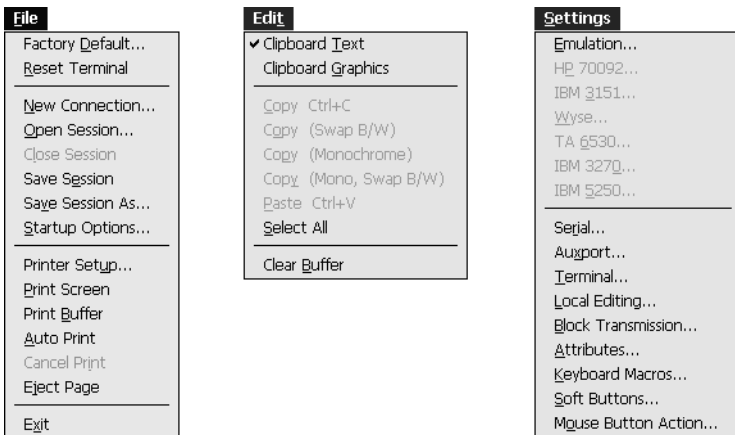 File
Factory Default...
Reset Terminal
New Connection...
Open Session...
Close Session
Save Session
Save Session As...
Startup Options...
Printer Setup...
Print Screen
Print Buffer
Auto Print
Cancel Print
Eject Page
Exit
Edit
✓ Clipboard Text
Clipboard Graphics
Copy Ctrl+C
Copy (Swap B/W)
Copy (Monochrome)
Copy (Mono, Swap B/W)
Paste Ctrl+V
Select All
Clear Buffer
Settings
Emulation...
HP 70092...
IBM 3151...
Wyse...
TA 6530...
IBM 3270...
IBM 5250...
Serial...
Auxport...
Terminal...
Local Editing...
Block Transmission...
Attributes...
Keyboard Macros...
Soft Buttons...
Mouse Button Action...